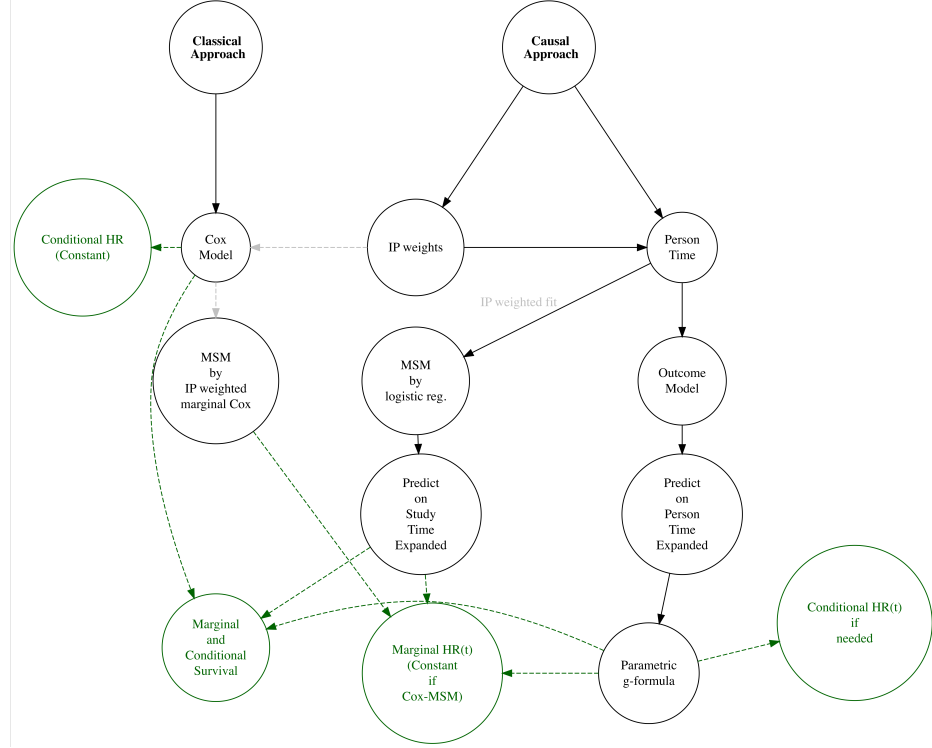 Classical
Approach
Causal
Approach
Conditional HR
(Constant)
Cox
Model
IP weights
Person
Time
IP weighted fit
MSM
by
IP weighted
marginal Cox
MSM
by
logistic reg.
Outcome
Model
Predict
on
Study
Time
Expanded
Predict
on
Person
Time
Expanded
Marginal
and
Conditional
Survival
Marginal HR(t)
(Constant
if
Cox-MSM)
Parametric
g-formula
Conditional HR(t)
if
needed